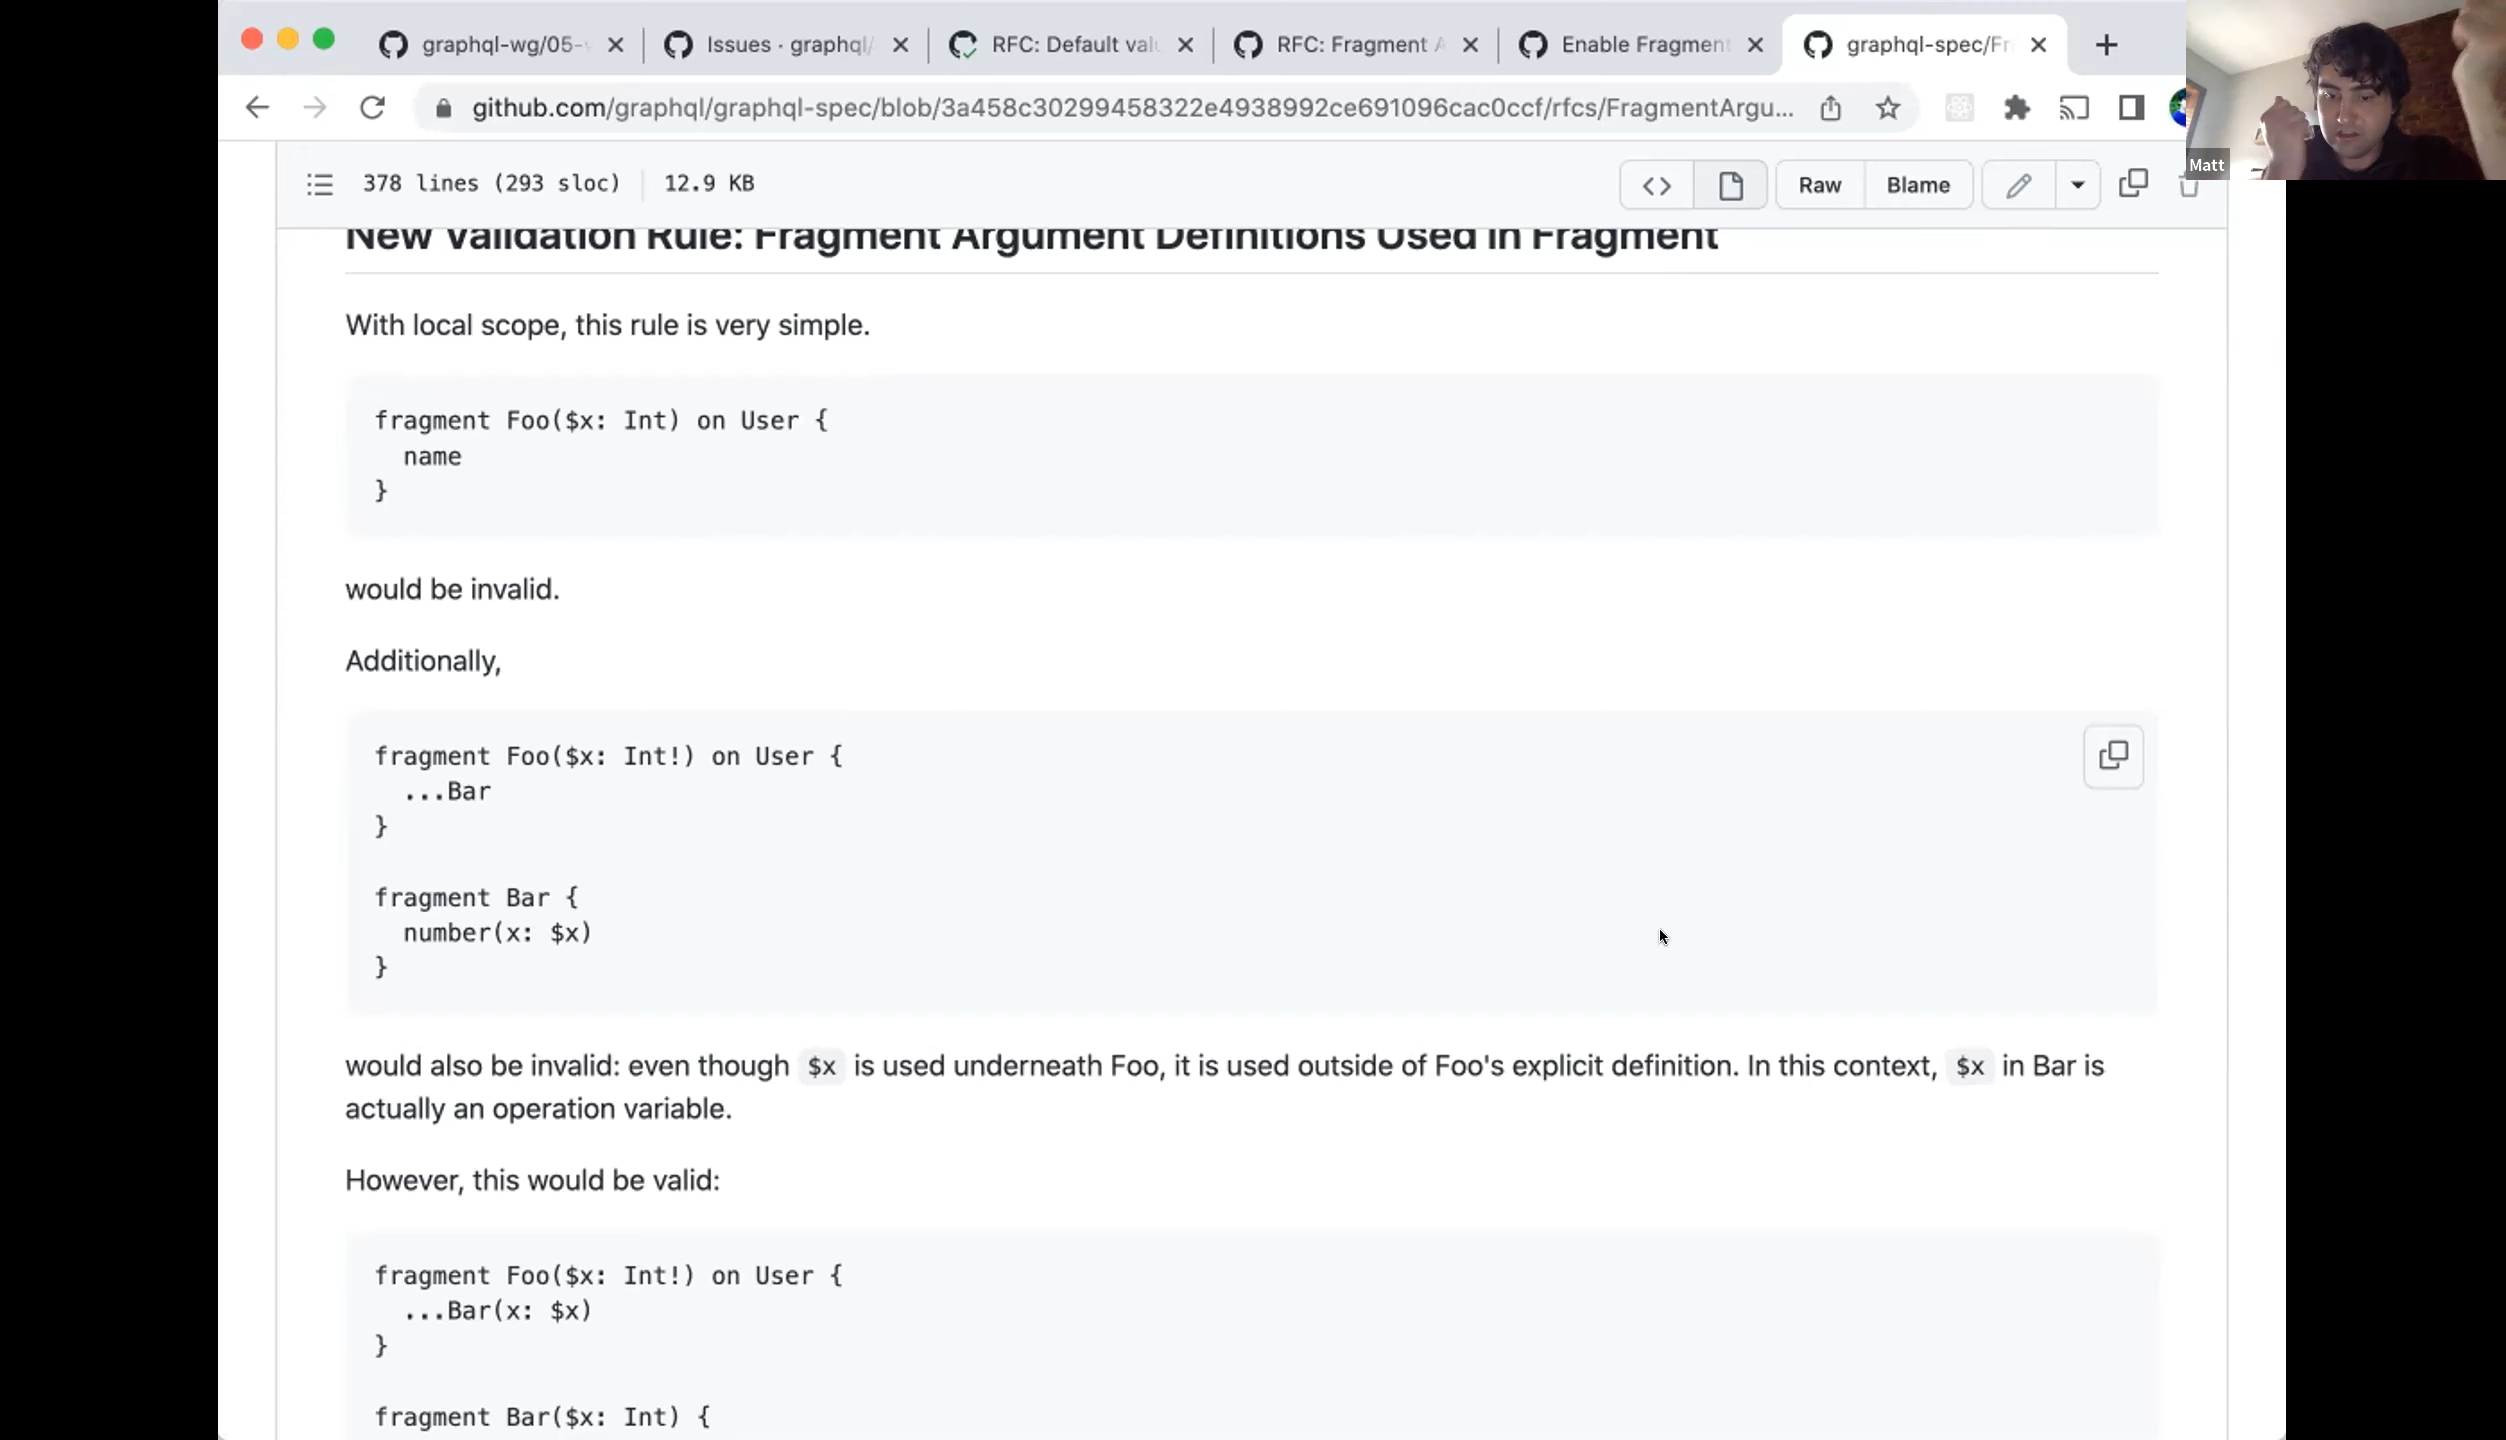 graphql-wg/05-
Issues · graphql/
RFC: Default val
RFC: Fragment A
Enable Fragment
graphql-spec/Fr
github.com/graphql/graphql-spec/blob/3a458c30299458322e4938992ce691096cac0ccf/rfcs/FragmentArgu...
Matt
378 lines (293 sloc) 12.9 KB
Raw
Blame
New Validation Rule: Fragment Argument Definitions Used in Fragment
With local scope, this rule is very simple.
fragment Foo($x: Int) on User {
name
}
would be invalid.
Additionally,
fragment Foo($x: Int!) on User {
...Bar
}
fragment Bar {
number(x: $x)
}
would also be invalid: even though $x is used underneath Foo, it is used outside of Foo's explicit definition. In this context, $x in Bar is
actually an operation variable.
However, this would be valid:
fragment Foo($x: Int!) on User {
...Bar(x: $x)
}
fragment Bar($x: Int) {